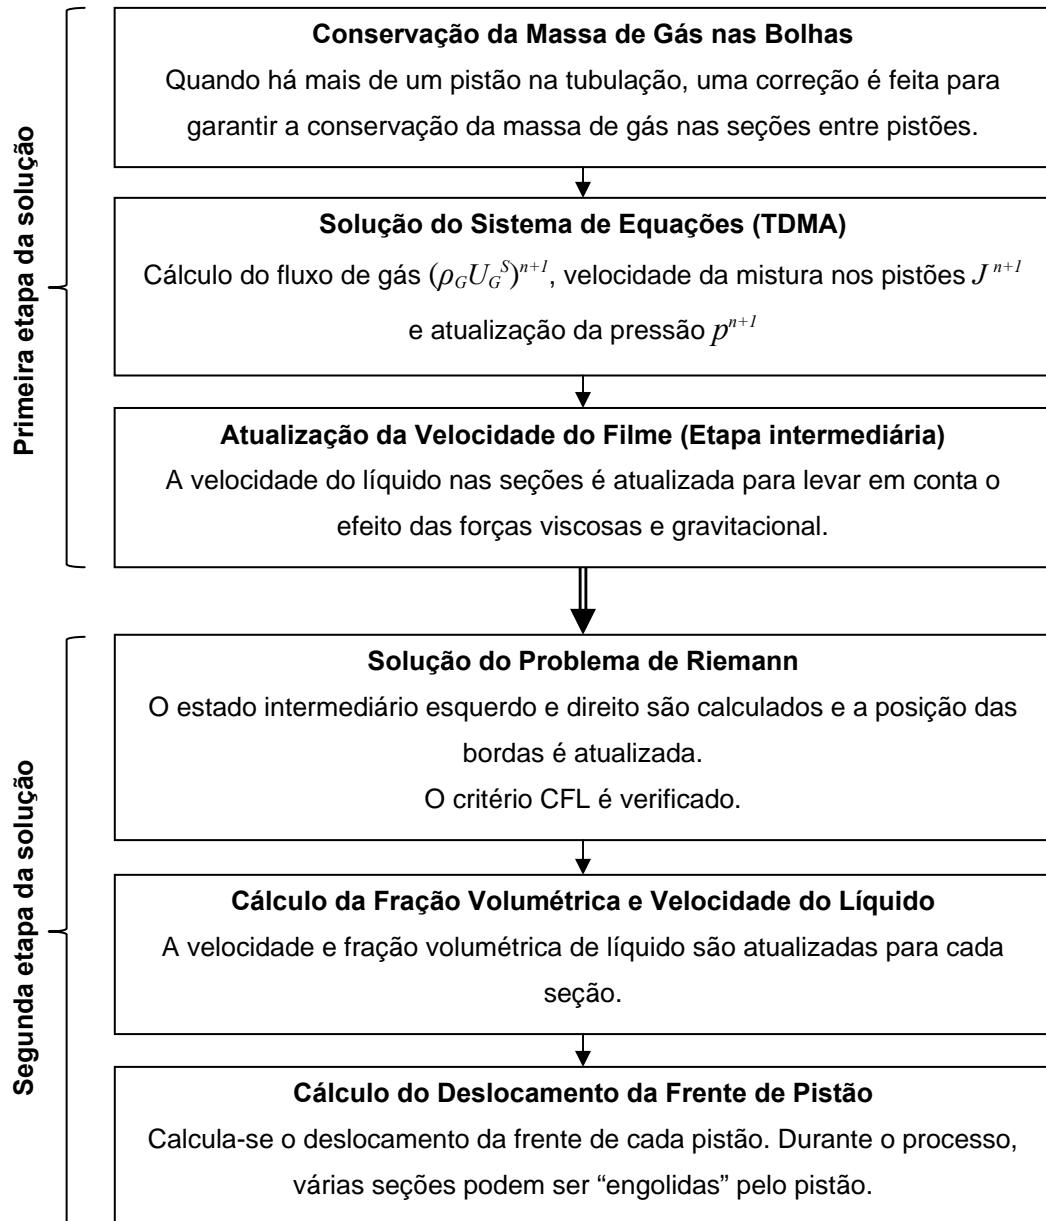 Primeira etapa da solução
Conservação da Massa de Gás nas Bolhas
Quando há mais de um pistão na tubulação, uma correção é feita para
garantir a conservação da massa de gás nas seções entre pistões.
Solução do Sistema de Equações (TDMA)
Cálculo do fluxo de gás (ρ_G U_G^S)^{n+1}, velocidade da mistura nos pistões J^{n+1}
e atualização da pressão p^{n+1}
Atualização da Velocidade do Filme (Etapa intermediária)
A velocidade do líquido nas seções é atualizada para levar em conta o
efeito das forças viscosas e gravitacional.
Segunda etapa da solução
Solução do Problema de Riemann
O estado intermediário esquerdo e direito são calculados e a posição das
bordas é atualizada.
O critério CFL é verificado.
Cálculo da Fração Volumétrica e Velocidade do Líquido
A velocidade e fração volumétrica de líquido são atualizadas para cada
seção.
Cálculo do Deslocamento da Frente de Pistão
Calcula-se o deslocamento da frente de cada pistão. Durante o processo,
várias seções podem ser “engolidas” pelo pistão.